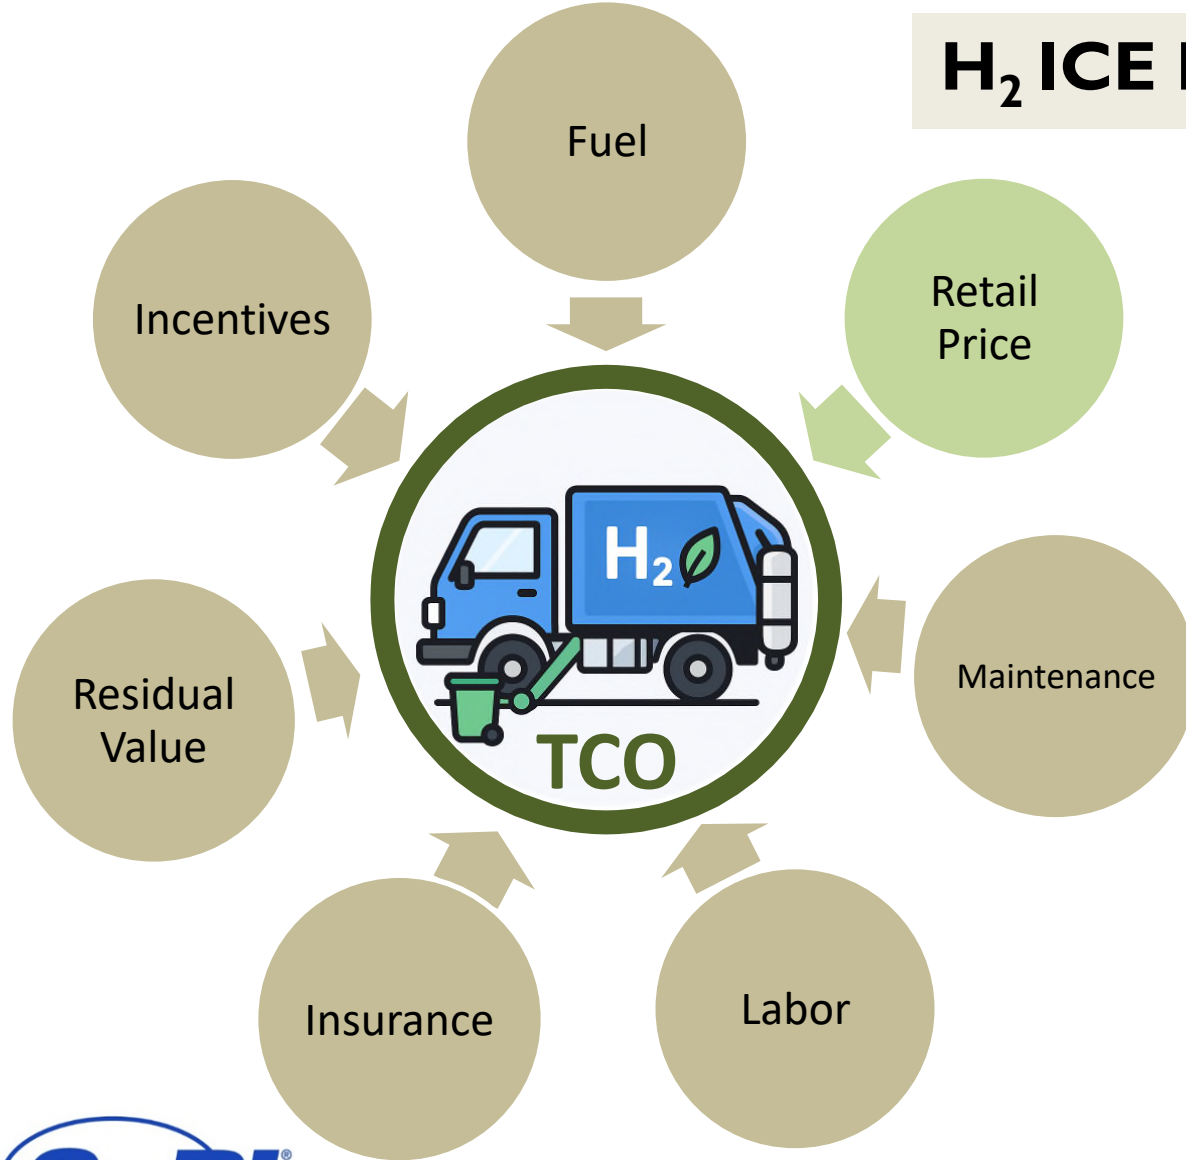 H₂ ICE
Fuel
Incentives
Retail
Price
H₂
Maintenance
Residual
Value
TCO
Labor
Insurance
®